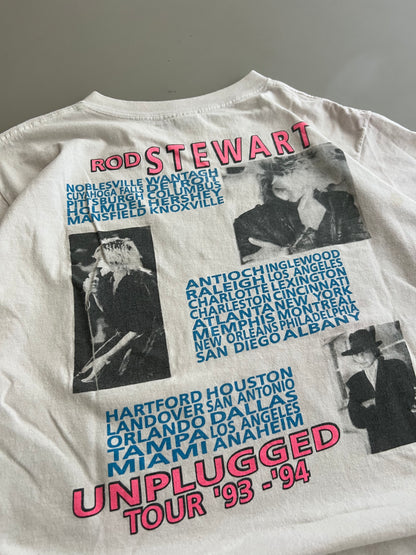 ROD STEWART
NOBLESVILLE WANTAGH
CUYAHOGA FALLS DETROIT
PITTSBURGH COLUMBUS
HOLMDEL HERSHEY
MANSFIELD KNOXVILLE
ANTIOCH INGLEWOOD
RALEIGH LOS ANGELES
CHARLOTTE LEXINGTON
CHARLESTON CINCINNATI
ATLANTA NEW YORK
MEMPHIS MONTREAL
NEW ORLEANS PHILADELPHIA
SAN DIEGO ALBANY
HARTFORD HOUSTON
LANDOVER SAN ANTONIO
ORLANDO DALLAS
TAMPA LOS ANGELES
MIAMI ANAHEIM
UNPLUGGED
TOUR '93 - '94